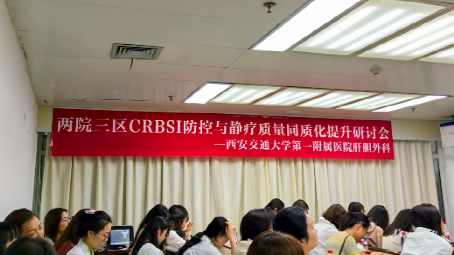 两院三区CRBSI防控与静疗质量同质化提升研讨会
—西安交通大学第一附属医院肝胆外科